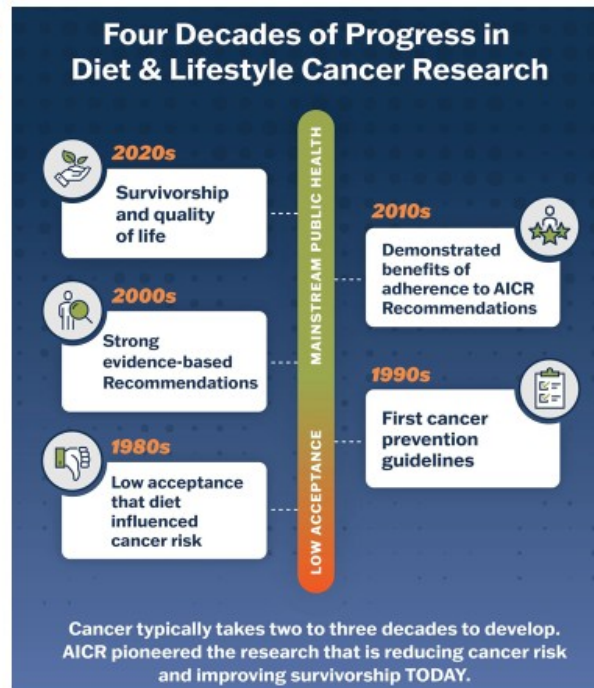 Four Decades of Progress in
Diet & Lifestyle Cancer Research
2020s
Survivorship
and quality
of life
2010s
Demonstrated
benefits of
adherence to AICR
Recommendations
2000s
Strong
evidence-based
Recommendations
1990s
First cancer
prevention
guidelines
1980s
Low acceptance
that diet
influenced
cancer risk
MAINSTREAM PUBLIC HEALTH
LOW ACCEPTANCE
Cancer typically takes two to three decades to develop.
AICR pioneered the research that is reducing cancer risk
and improving survivorship TODAY.